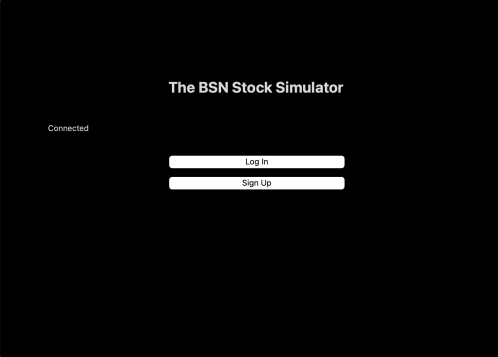 The BSN Stock Simulator
Connected
Log In
Sign Up